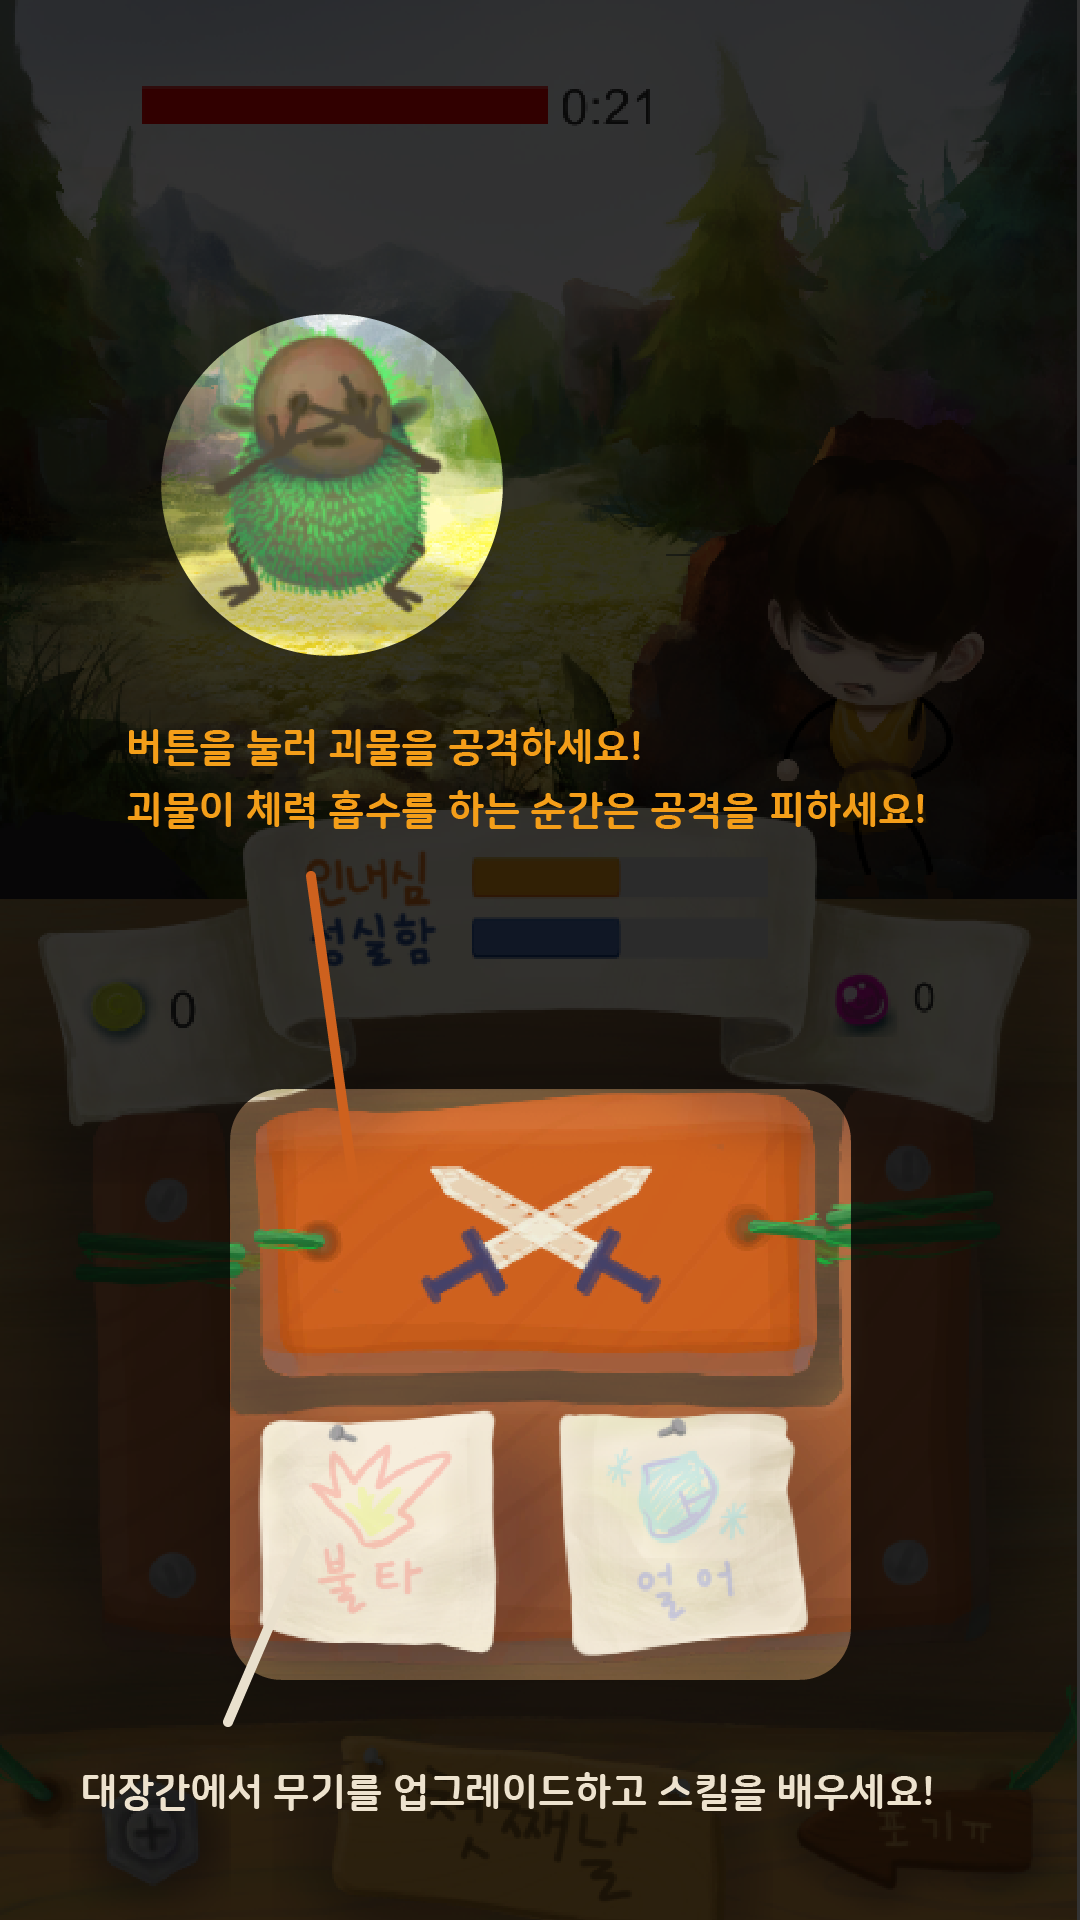 0:21
버튼을 눌러 괴물을 공격하세요!
괴물이 체력 흡수를 하는 순간은 공격을 피하세요!
인내심
성실함
0
0
불타
얼어
대장간에서 무기를 업그레이드하고 스킬을 배우세요!
첫째날
포기ㅠ